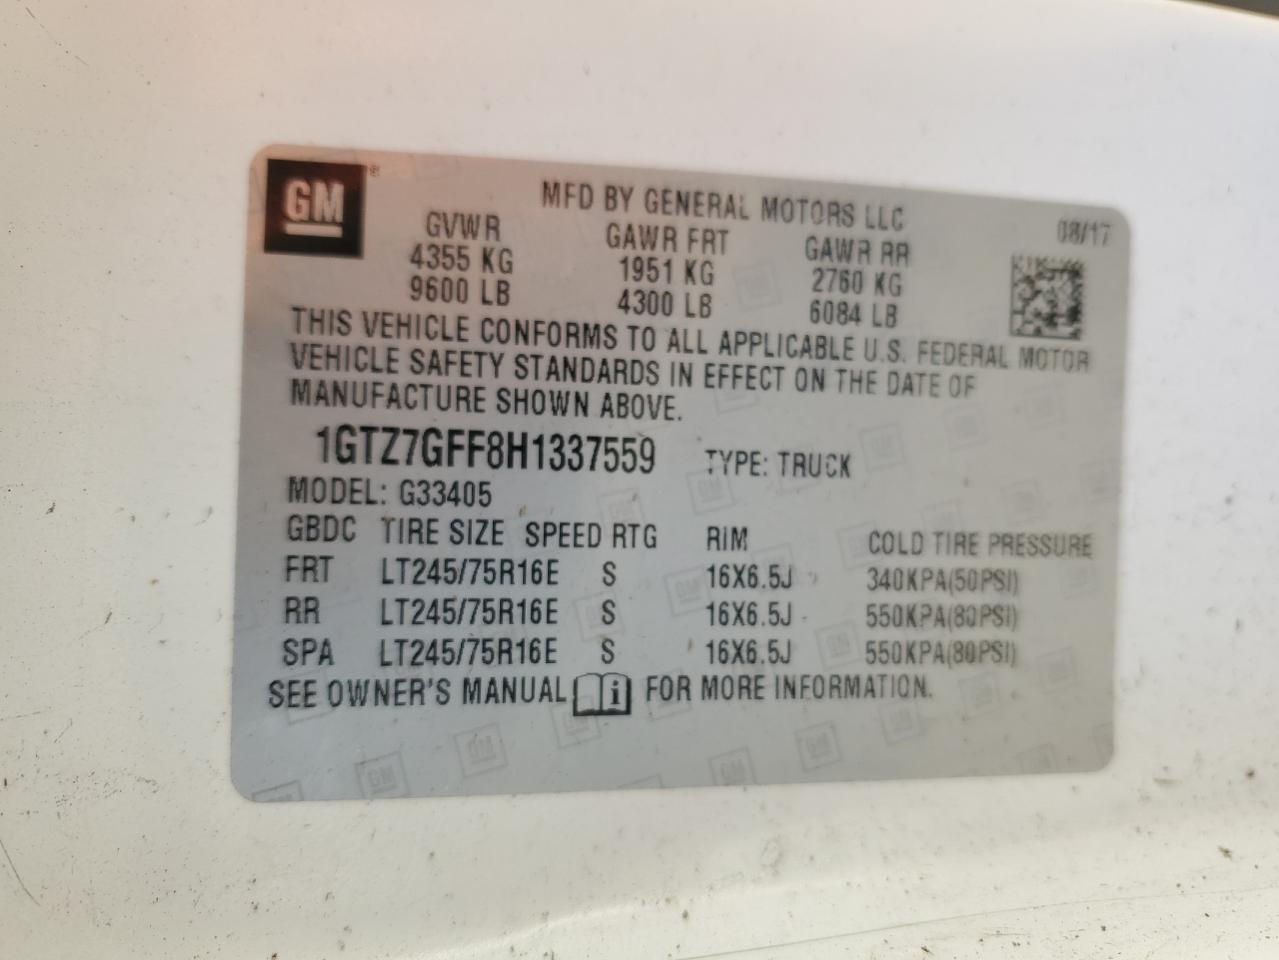 GM®
MFD BY GENERAL MOTORS LLC
08/17
GVWR GAWR FRT GAWR RR
4355 KG 1951 KG 2760 KG
9600 LB 4300 LB 6084 LB
THIS VEHICLE CONFORMS TO ALL APPLICABLE U.S. FEDERAL MOTOR
VEHICLE SAFETY STANDARDS IN EFFECT ON THE DATE OF
MANUFACTURE SHOWN ABOVE.
1GTZ7GFF8H1337559 TYPE: TRUCK
MODEL: G33405
GBDC TIRE SIZE SPEED RTG RIM COLD TIRE PRESSURE
FRT LT245/75R16E S 16X6.5J 340KPA(50PSI)
RR LT245/75R16E S 16X6.5J 550KPA(80PSI)
SPA LT245/75R16E S 16X6.5J 550KPA(80PSI)
SEE OWNER'S MANUAL i FOR MORE INFORMATION.